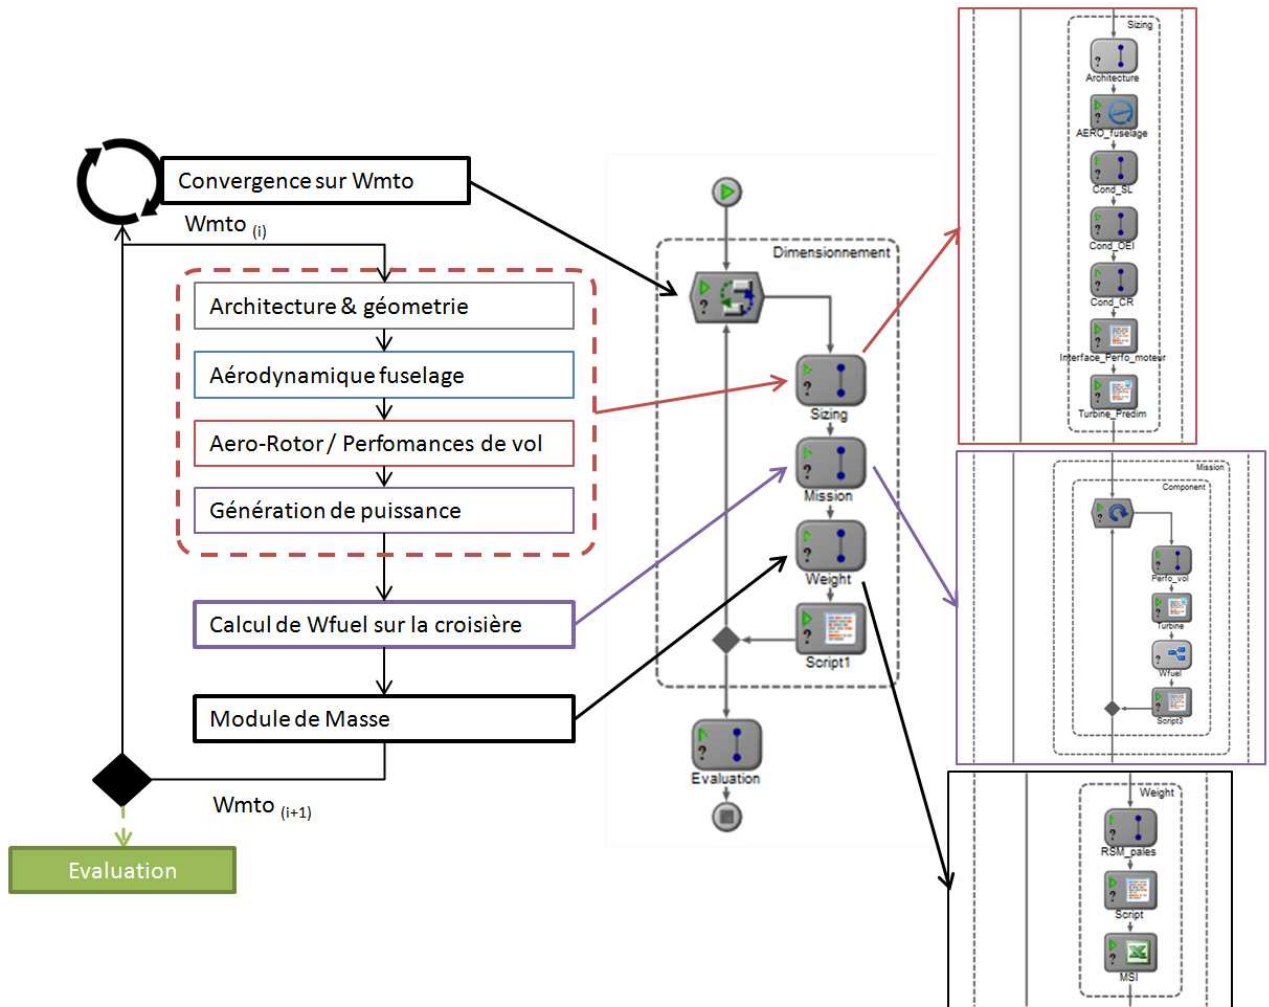 Convergence sur Wmto
Wmto (i)
Architecture & géometrie
Aérodynamique fuselage
Aero-Rotor / Perfomances de vol
Génération de puissance
Calcul de Wfuel sur la croisière
Module de Masse
Wmto (i+1)
Evaluation
Dimensionnement
?
?
Sizing
?
Mission
?
Weight
?
Script1
?
Evaluation
Sizing
?
Architecture
?
AERO_fuselage
?
Cond_SL
?
Cond_OEI
?
Cond_CR
?
Interface_Perfo_moteur
?
Turbine_Predim
Mission
Component
?
?
Perfo_vol
?
Turbine
?
Wfuel
?
Script3
Weight
?
RSM_pales
?
Script
?
MSI